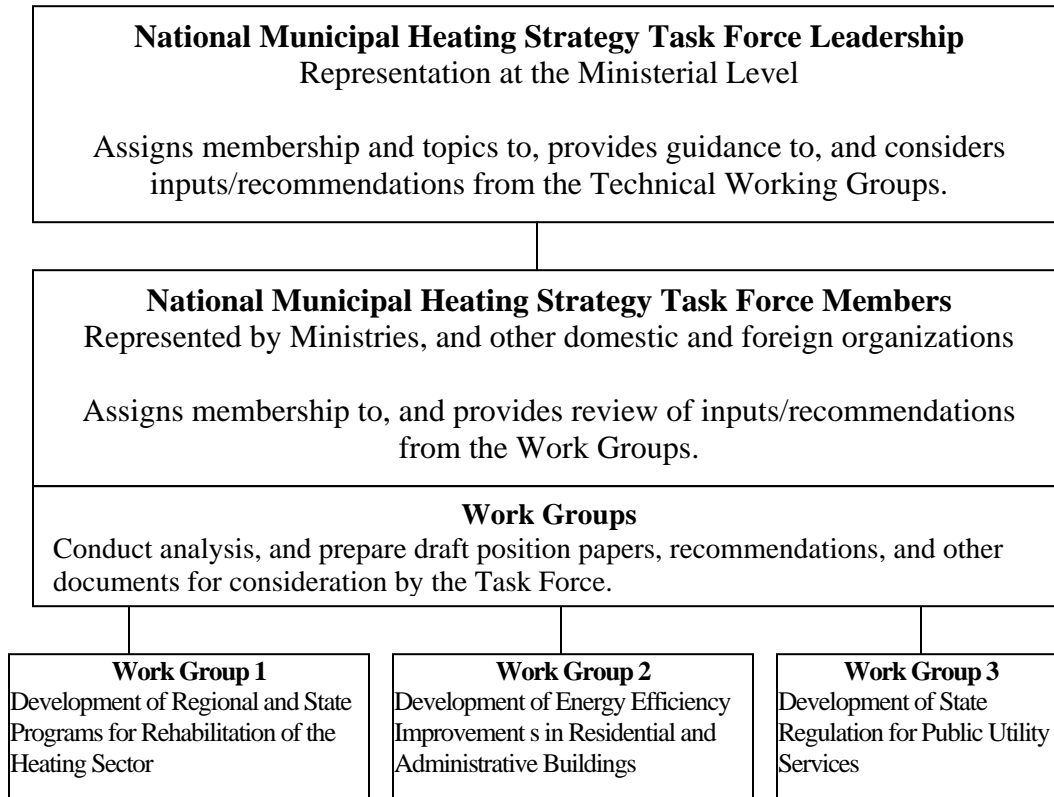 National Municipal Heating Strategy Task Force Leadership
Representation at the Ministerial Level
Assigns membership and topics to, provides guidance to, and considers
inputs/recommendations from the Technical Working Groups.
National Municipal Heating Strategy Task Force Members
Represented by Ministries, and other domestic and foreign organizations
Assigns membership to, and provides review of inputs/recommendations
from the Work Groups.
Work Groups
Conduct analysis, and prepare draft position papers, recommendations, and other
documents for consideration by the Task Force.
Work Group 1
Development of Regional and State
Programs for Rehabilitation of the
Heating Sector
Work Group 2
Development of Energy Efficiency
Improvement s in Residential and
Administrative Buildings
Work Group 3
Development of State
Regulation for Public Utility
Services